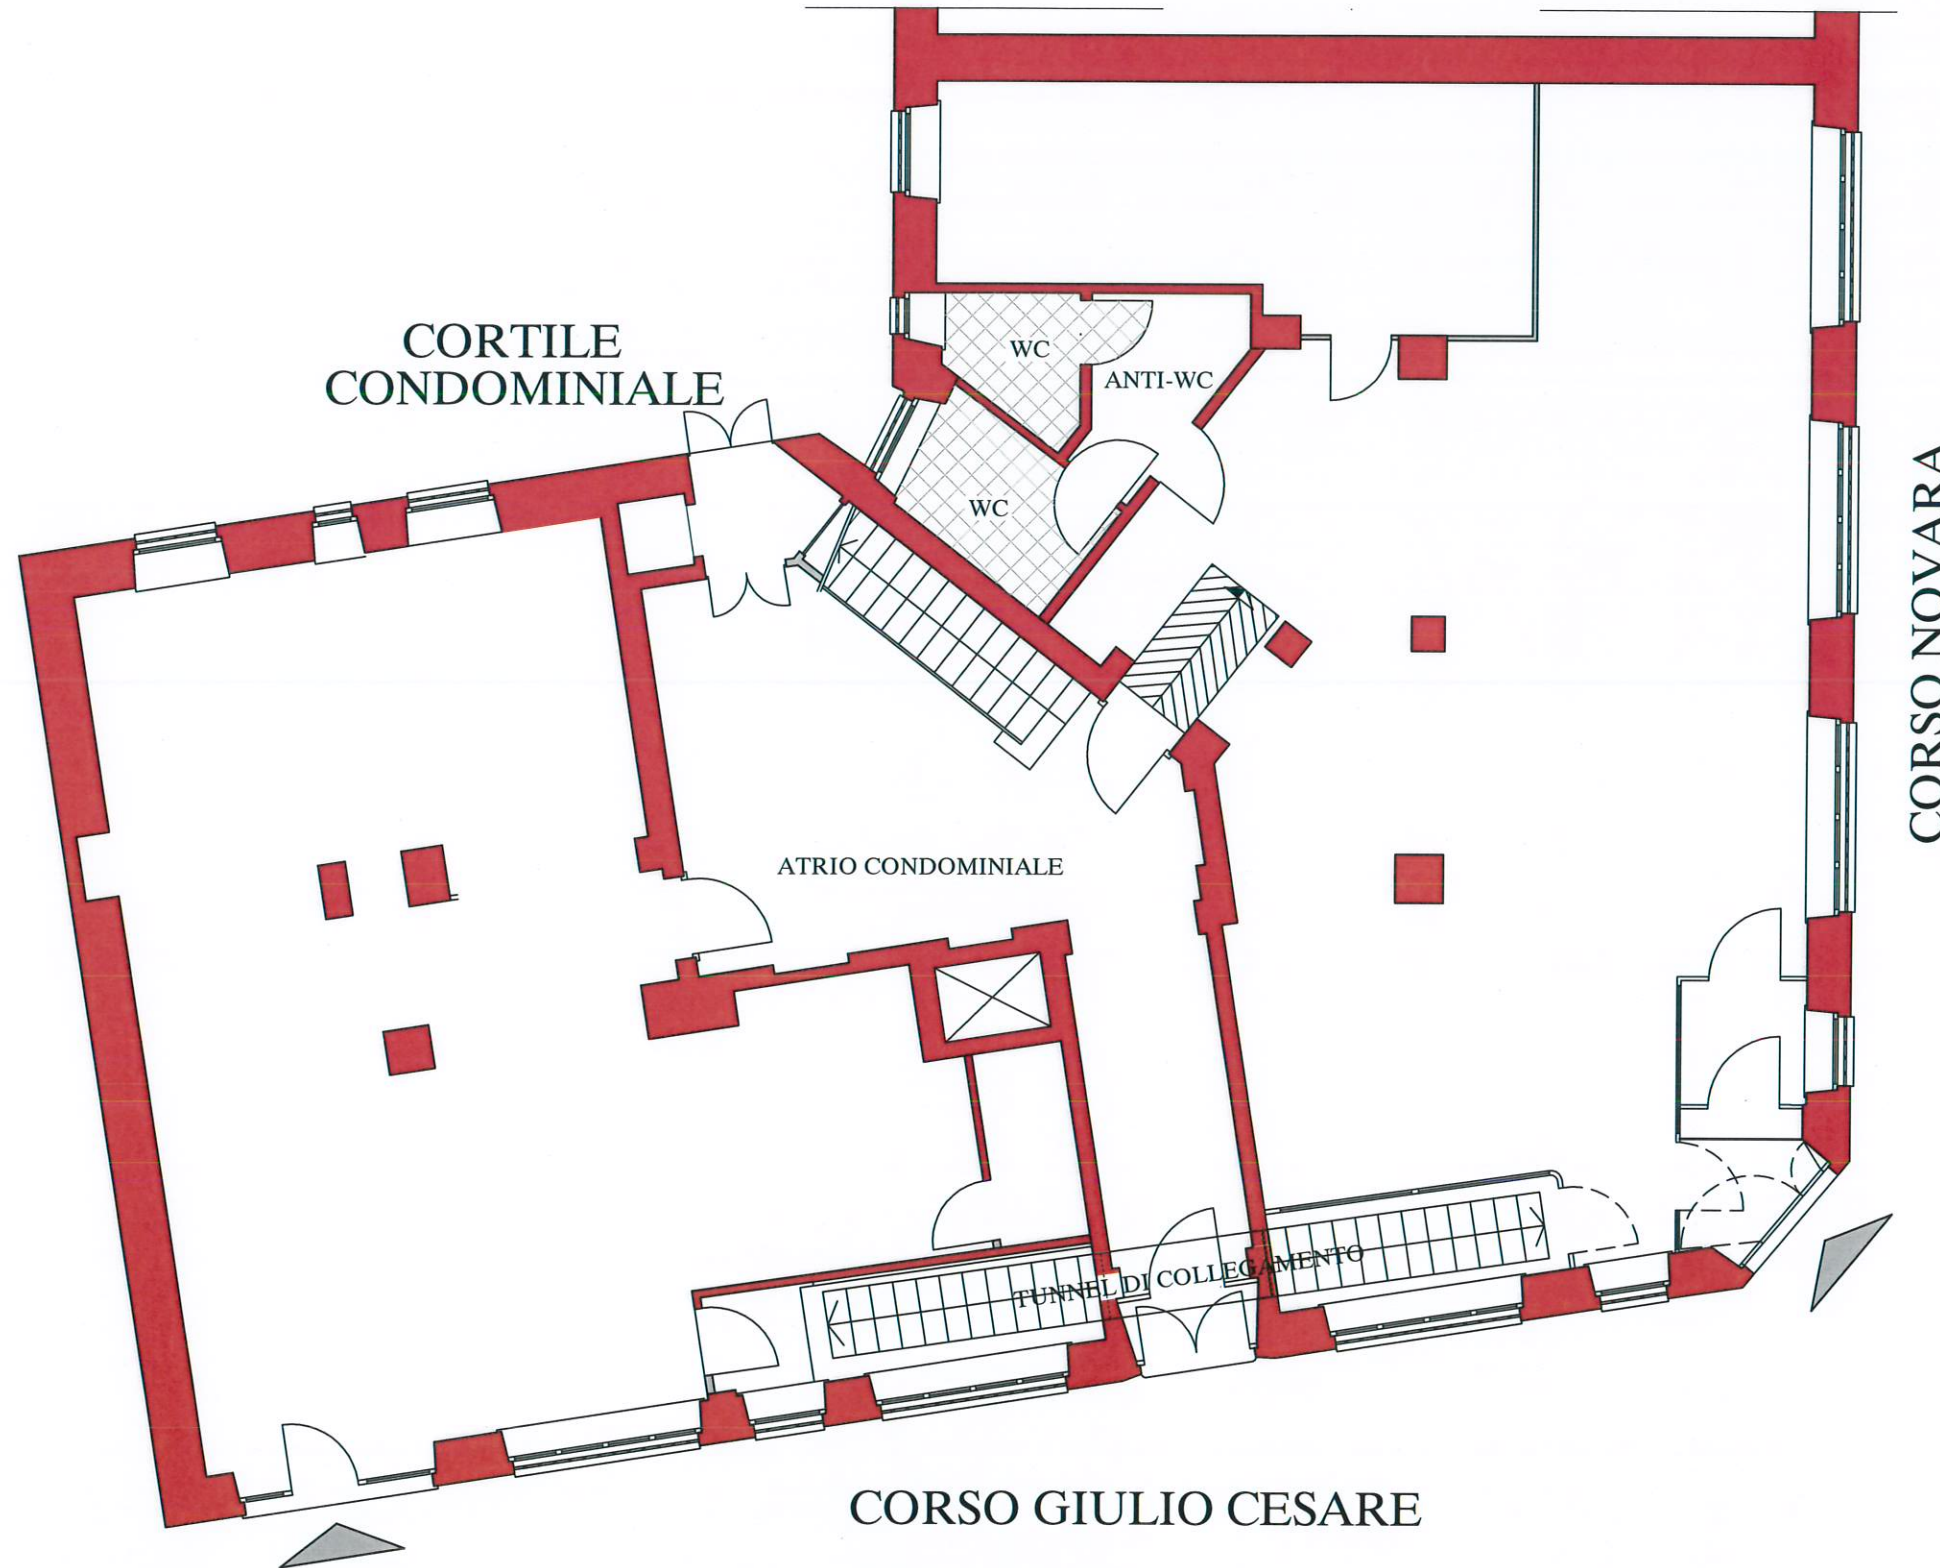 CORTILE
CONDOMINIALE
WC
ANTI-WC
WC
CORSO NOVARA
ATRIO CONDOMINIALE
TUNNEL DI COLLEGAMENTO
CORSO GIULIO CESARE